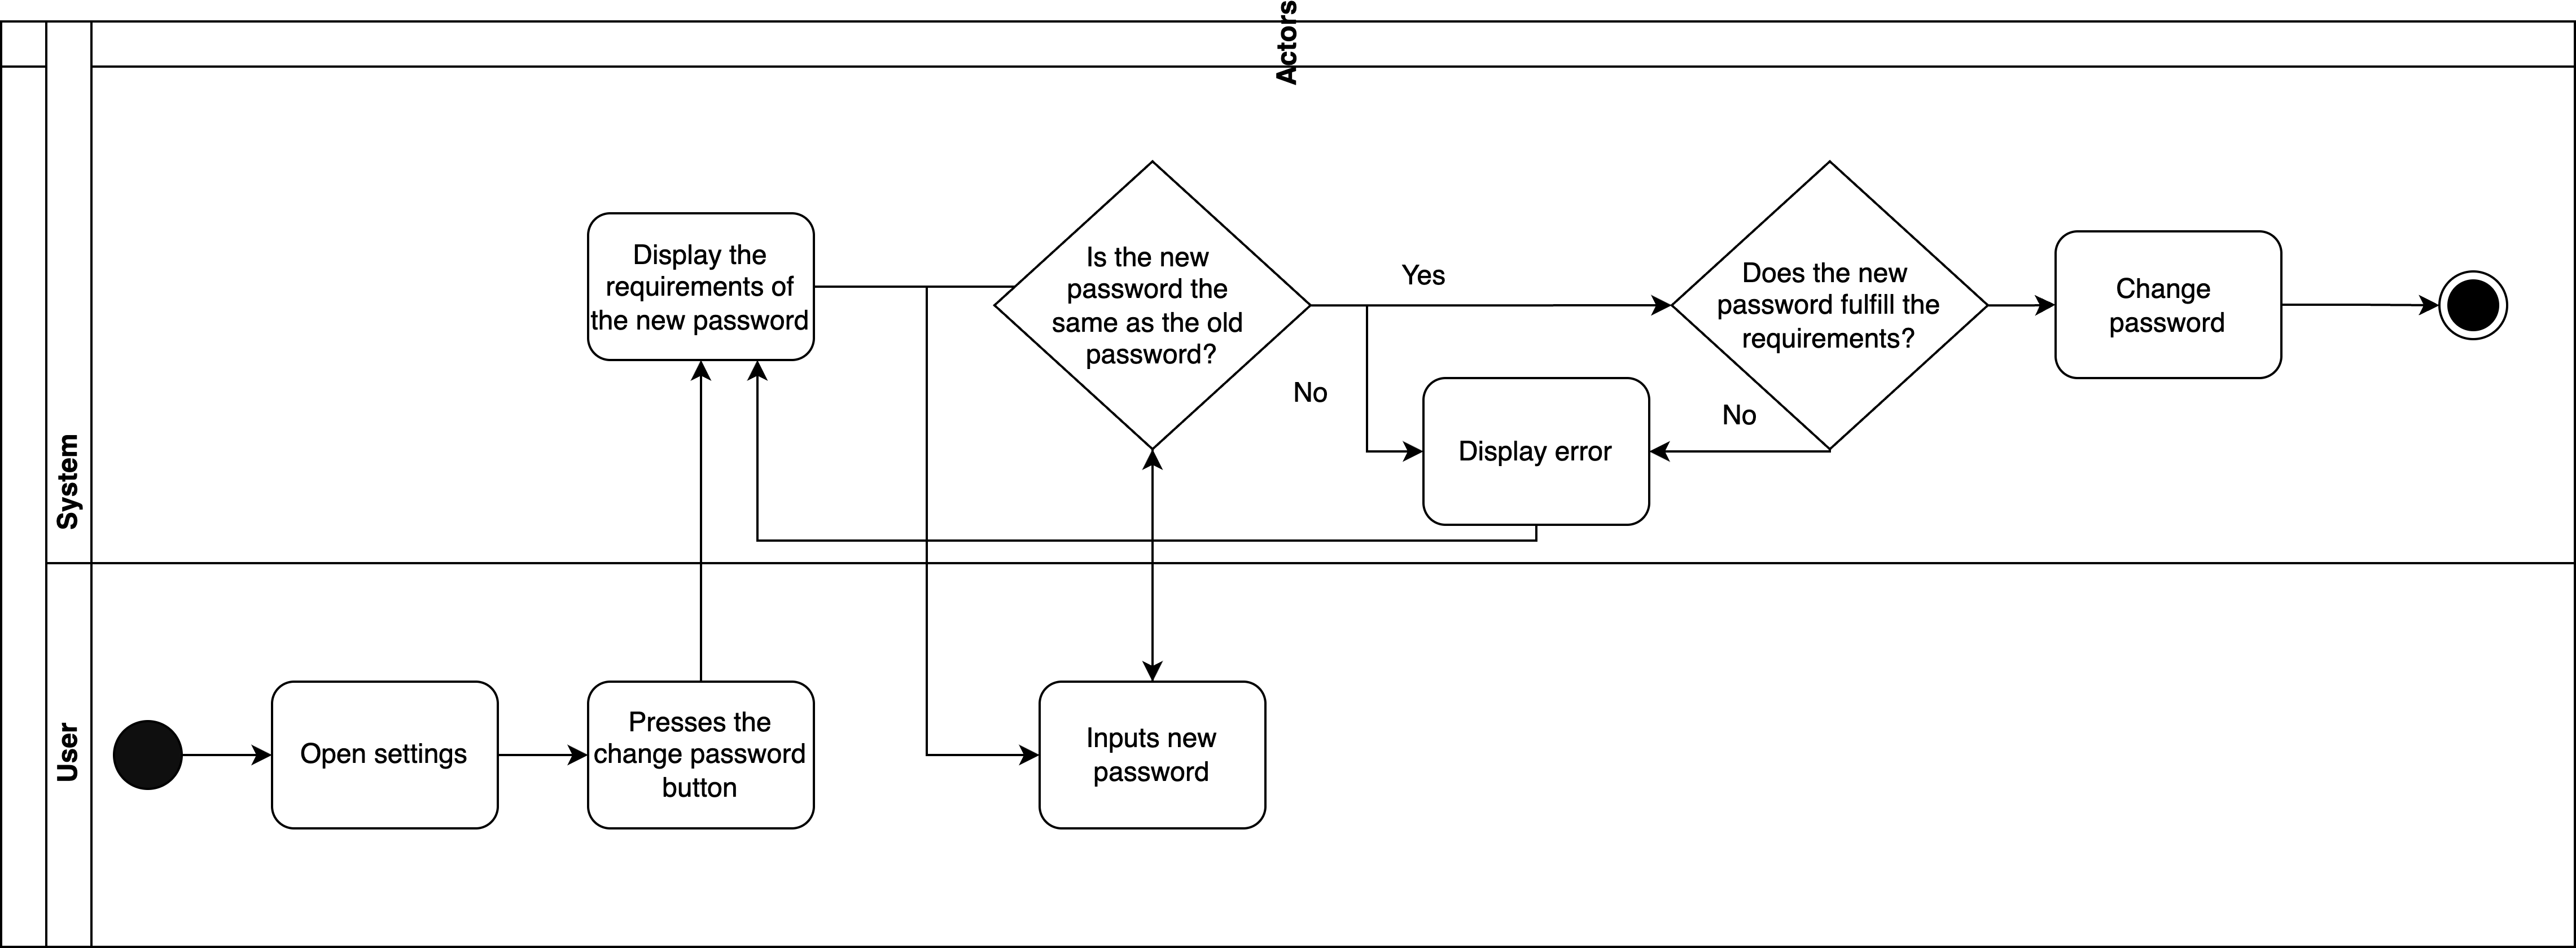 Actors
System
Display the
requirements of
the new password
Is the new
password the
same as the old
password?
Yes
No
Does the new
password fulfill the
requirements?
No
Display error
Change
password
User
Open settings
Presses the
change password
button
Inputs new
password